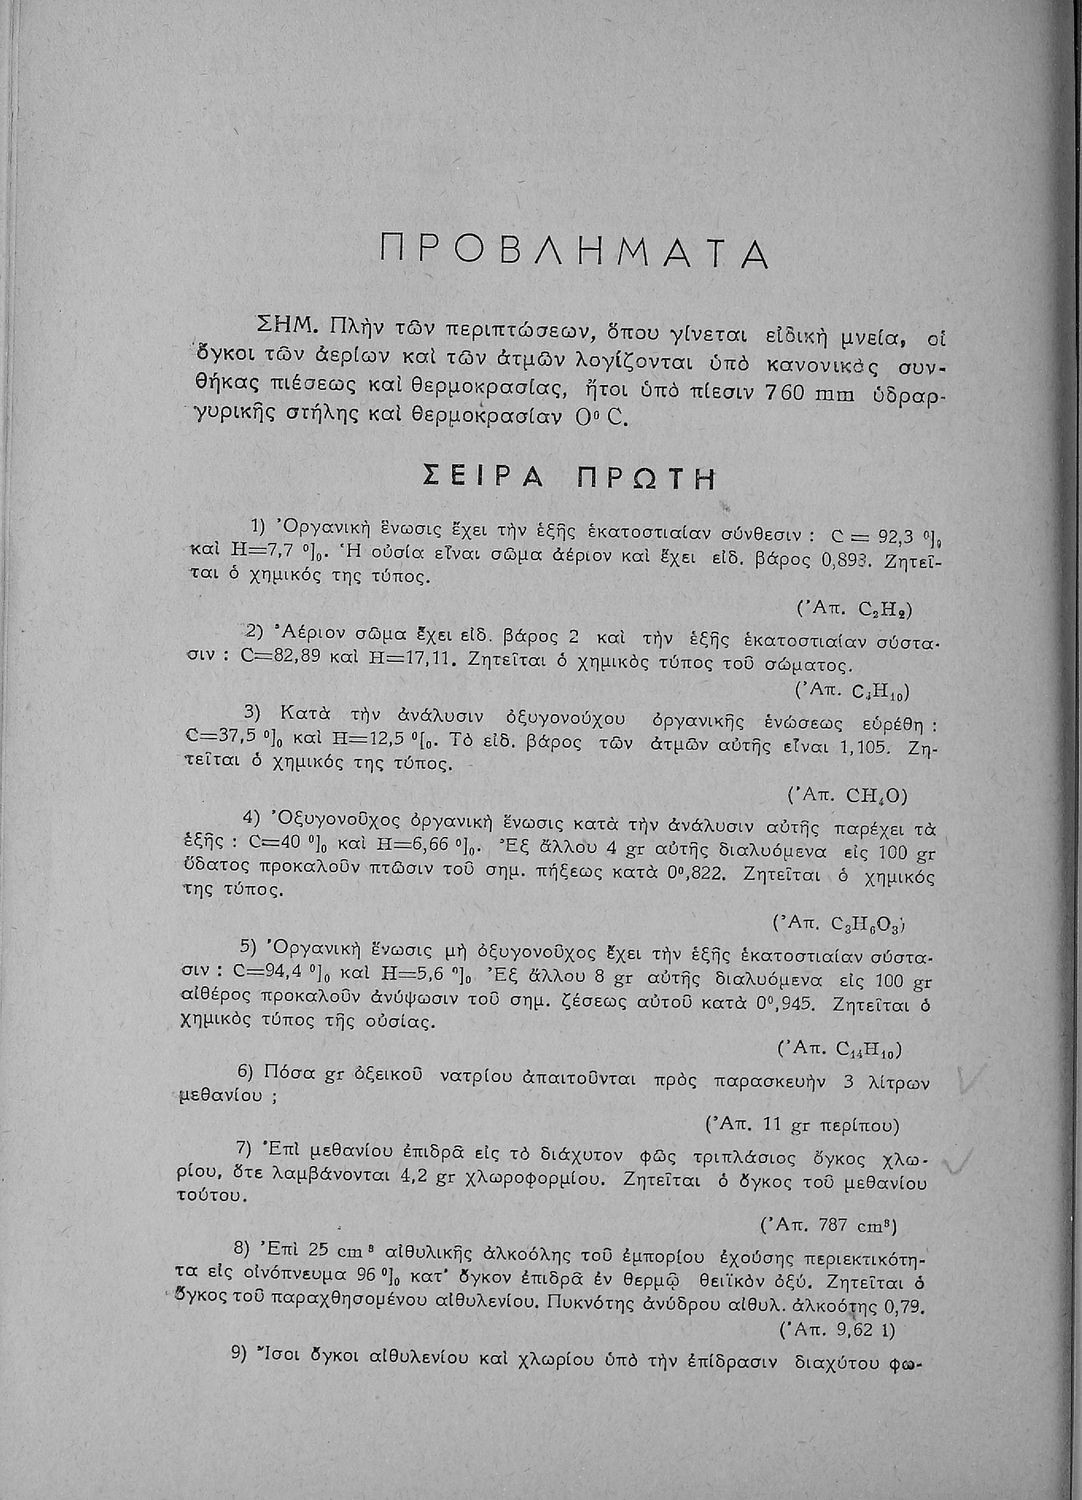 ΠΡΟΒΛΗΜΑΤΑ
ΣΗΜ. Πλὴν τῶν περιπτώσεων, ὅπου γίνεται εἰδικὴ μνεία, οἱ
ὄγκοι τῶν ἀερίων καὶ τῶν ἀτμῶν λογίζονται ὑπὸ κανονικὰς συν-
θήκας πιέσεως καὶ θερμοκρασίας, ἤτοι ὑπὸ πίεσιν 760 mm ὑδραρ-
γυρικῆς στήλης καὶ θερμοκρασίαν 0⁰ C.
ΣΕΙΡΑ ΠΡΩΤΗ
1) Ὀργανικὴ ἕνωσις ἔχει τὴν ἑξῆς ἑκατοστιαίαν σύνθεσιν : C = 92,3 ⁰]₀
καὶ H=7,7 ⁰]₀. Ἡ οὐσία εἶναι σῶμα ἀέριον καὶ ἔχει εἰδ. βάρος 0,893. Ζητεῖ-
ται ὁ χημικός της τύπος.
(Ἀπ. C₂H₂)
2) Ἀέριον σῶμα ἔχει εἰδ. βάρος 2 καὶ τὴν ἑξῆς ἑκατοστιαίαν σύστα-
σιν : C=82,89 καὶ H=17,11. Ζητεῖται ὁ χημικὸς τύπος τοῦ σώματος.
(Ἀπ. C₄H₁₀)
3) Κατὰ τὴν ἀνάλυσιν ὀξυγονούχου ὀργανικῆς ἑνώσεως εὑρέθη :
C=37,5 ⁰]₀ καὶ H=12,5 ⁰[₀. Τὸ εἰδ. βάρος τῶν ἀτμῶν αὐτῆς εἶναι 1,105. Ζη-
τεῖται ὁ χημικός της τύπος.
(Ἀπ. CH₄O)
4) Ὀξυγονοῦχος ὀργανικὴ ἕνωσις κατὰ τὴν ἀνάλυσιν αὐτῆς παρέχει τὰ
ἑξῆς : C=40 ⁰]₀ καὶ H=6,66 ⁰]₀. Ἐξ ἄλλου 4 gr αὐτῆς διαλυόμενα εἰς 100 gr
ὕδατος προκαλοῦν πτῶσιν τοῦ σημ. πήξεως κατὰ 0⁰,822. Ζητεῖται ὁ χημικός
της τύπος.
(Ἀπ. C₃H₆O₃)
5) Ὀργανικὴ ἕνωσις μὴ ὀξυγονοῦχος ἔχει τὴν ἑξῆς ἑκατοστιαίαν σύστα-
σιν : C=94,4 ⁰]₀ καὶ H=5,6 ⁰]₀ Ἐξ ἄλλου 8 gr αὐτῆς διαλυόμενα εἰς 100 gr
αἰθέρος προκαλοῦν ἀνύψωσιν τοῦ σημ. ζέσεως αὐτοῦ κατὰ 0⁰,945. Ζητεῖται ὁ
χημικὸς τύπος τῆς οὐσίας.
(Ἀπ. C₁₄H₁₀)
6) Πόσα gr ὀξεικοῦ νατρίου ἀπαιτοῦνται πρὸς παρασκευὴν 3 λίτρων
μεθανίου ;
(Ἀπ. 11 gr περίπου)
7) Ἐπὶ μεθανίου ἐπιδρᾶ εἰς τὸ διάχυτον φῶς τριπλάσιος ὄγκος χλω-
ρίου, ὅτε λαμβάνονται 4,2 gr χλωροφορμίου. Ζητεῖται ὁ ὄγκος τοῦ μεθανίου
τούτου.
(Ἀπ. 787 cm³)
8) Ἐπὶ 25 cm³ αἰθυλικῆς ἀλκοόλης τοῦ ἐμπορίου ἐχούσης περιεκτικότη-
τα εἰς οἰνόπνευμα 96 ⁰]₀ κατ' ὄγκον ἐπιδρᾶ ἐν θερμῷ θειϊκὸν ὀξύ. Ζητεῖται ὁ
ὄγκος τοῦ παραχθησομένου αἰθυλενίου. Πυκνότης ἀνύδρου αἰθυλ. ἀλκοότης 0,79.
(Ἀπ. 9,62 l)
9) Ἴσοι ὄγκοι αἰθυλενίου καὶ χλωρίου ὑπὸ τὴν ἐπίδρασιν διαχύτου φω-